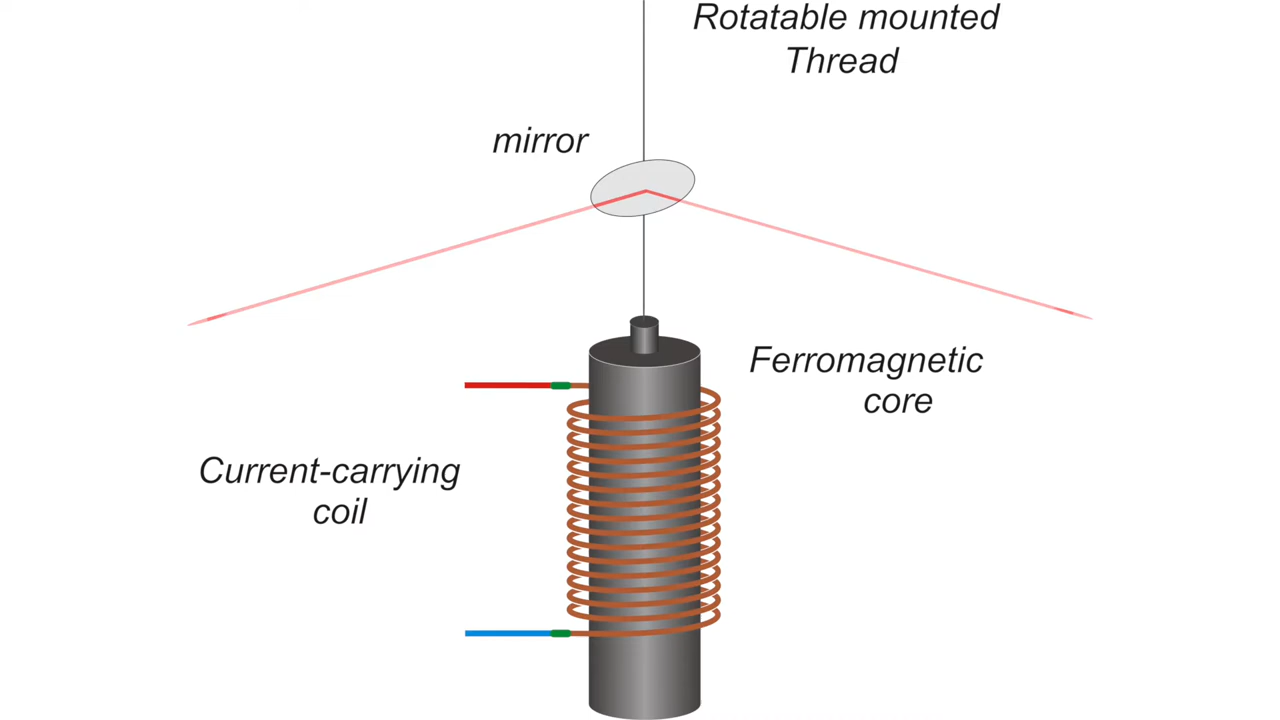 Rotatable mounted
Thread
mirror
Ferromagnetic
core
Current-carrying
coil